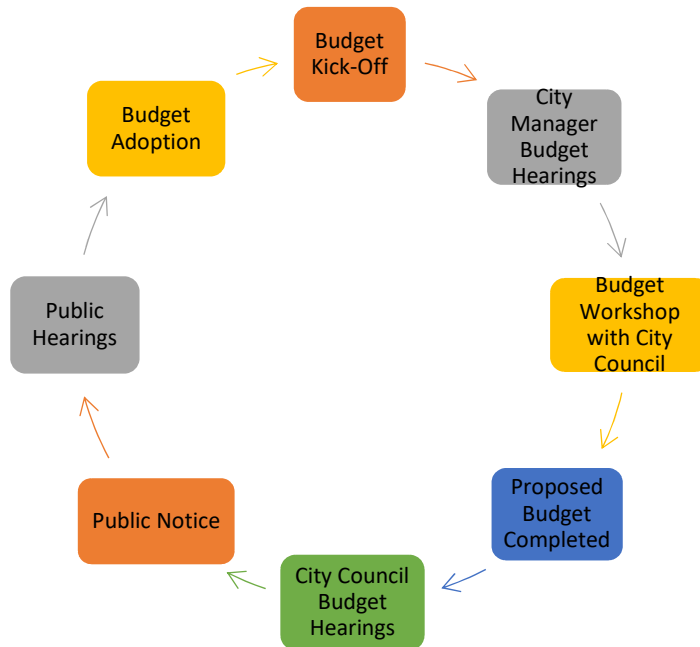 Budget
Kick-Off
City
Manager
Budget
Hearings
Budget
Workshop
with City
Council
Proposed
Budget
Completed
City Council
Budget
Hearings
Public Notice
Public
Hearings
Budget
Adoption